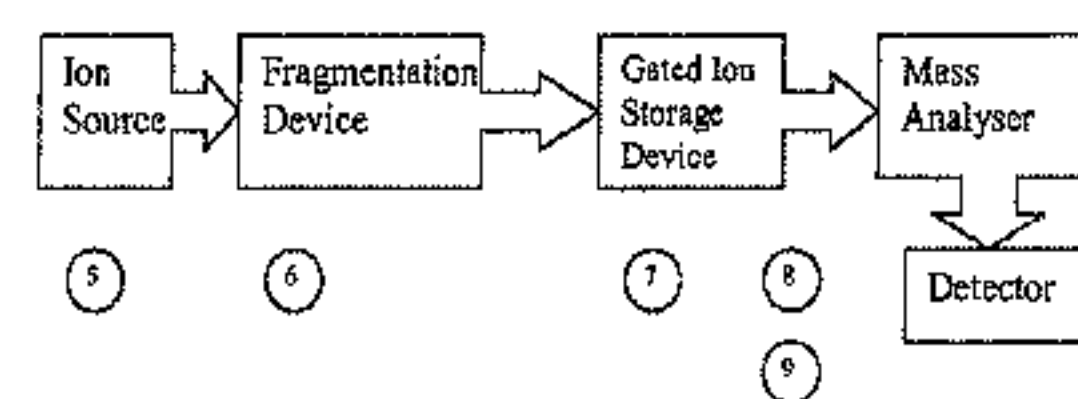 Ion
Source
Fragmentation
Device
Gated Ion
Storage
Device
Mass
Analyser
Detector
5
6
7
8
9